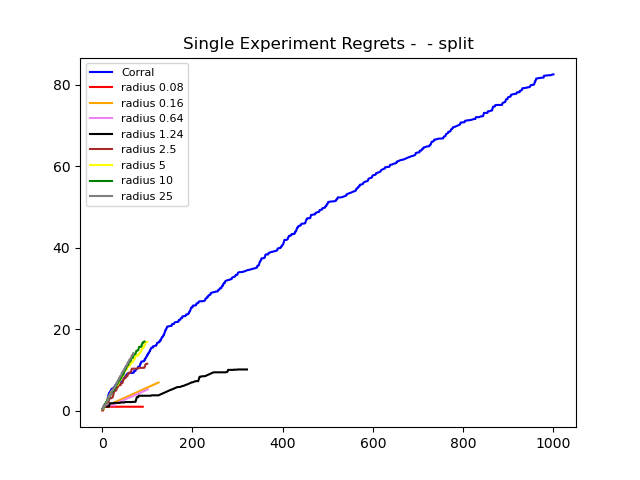 Single Experiment Regrets -  - split
Corral
radius 0.08
radius 0.16
radius 0.64
radius 1.24
radius 2.5
radius 5
radius 10
radius 25
80
60
40
20
0
0 200 400 600 800 1000